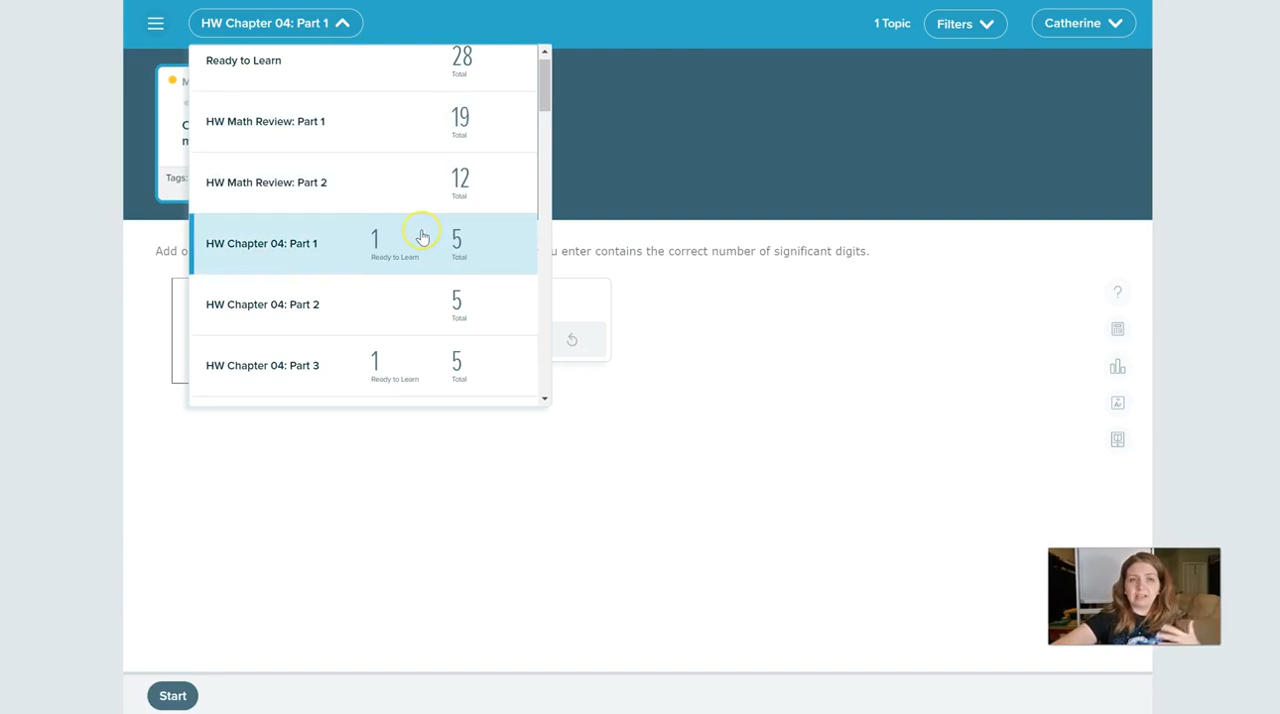 HW Chapter 04: Part 1
1 Topic
Filters
Catherine
Ready to Learn
28
Total
HW Math Review: Part 1
19
Total
HW Math Review: Part 2
12
Total
HW Chapter 04: Part 1
1
Ready to Learn
5
Total
HW Chapter 04: Part 2
5
Total
HW Chapter 04: Part 3
1
Ready to Learn
5
Total
Tags:
Add
enter contains the correct number of significant digits.
?
Start